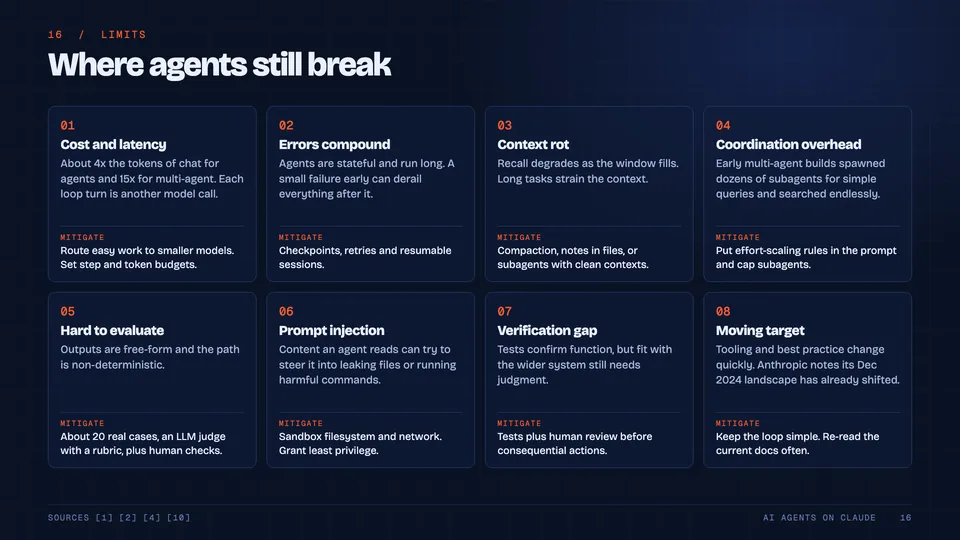 16 / LIMITS
Where agents still break
01
Cost and latency
About 4x the tokens of chat for
agents and 15x for multi-agent. Each
loop turn is another model call.
MITIGATE
Route easy work to smaller models.
Set step and token budgets.
02
Errors compound
Agents are stateful and run long. A
small failure early can derail
everything after it.
MITIGATE
Checkpoints, retries and resumable
sessions.
03
Context rot
Recall degrades as the window fills.
Long tasks strain the context.
MITIGATE
Compaction, notes in files, or
subagents with clean contexts.
04
Coordination overhead
Early multi-agent builds spawned
dozens of subagents for simple
queries and searched endlessly.
MITIGATE
Put effort-scaling rules in the prompt
and cap subagents.
05
Hard to evaluate
Outputs are free-form and the path
is non-deterministic.
MITIGATE
About 20 real cases, an LLM judge
with a rubric, plus human checks.
06
Prompt injection
Content an agent reads can try to
steer it into leaking files or running
harmful commands.
MITIGATE
Sandbox filesystem and network.
Grant least privilege.
07
Verification gap
Tests confirm function, but fit with
the wider system still needs
judgment.
MITIGATE
Tests plus human review before
consequential actions.
08
Moving target
Tooling and best practice change
quickly. Anthropic notes its Dec
2024 landscape has already shifted.
MITIGATE
Keep the loop simple. Re-read the
current docs often.
SOURCES [1] [2] [4] [10]
AI AGENTS ON CLAUDE 16